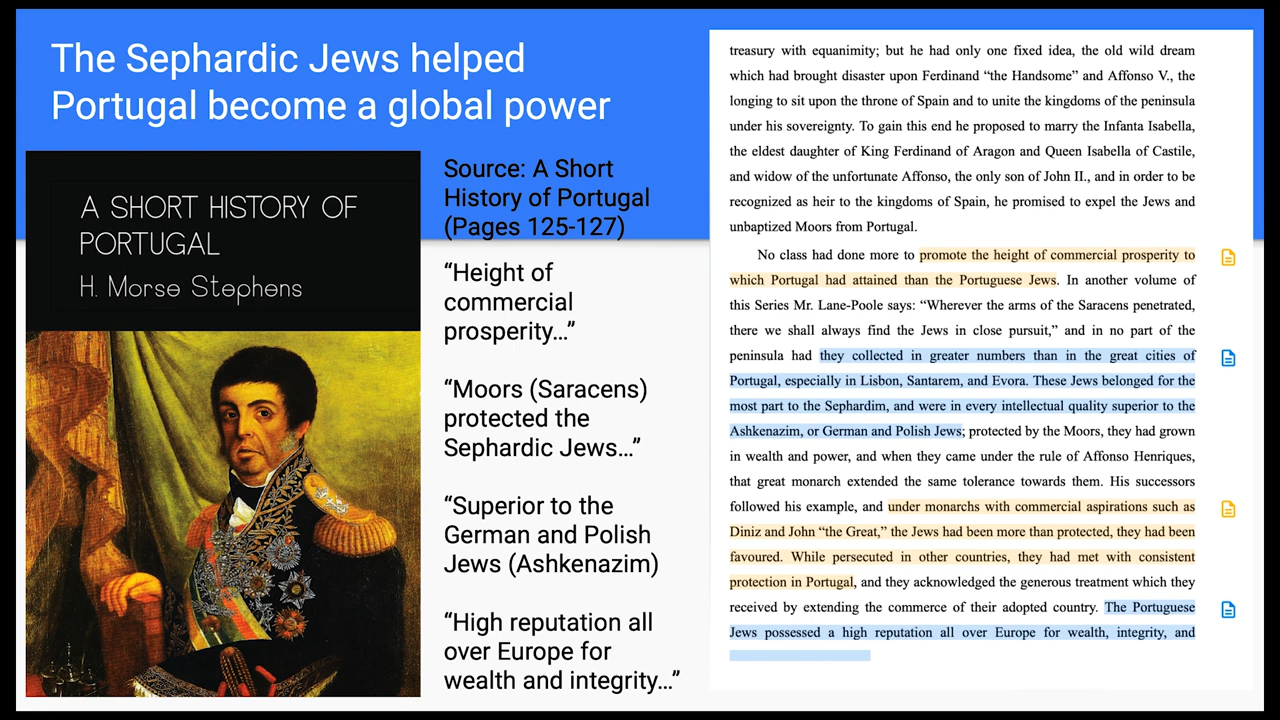 The Sephardic Jews helped
Portugal become a global power
A SHORT HISTORY OF
PORTUGAL
H. Morse Stephens
Source: A Short
History of Portugal
(Pages 125-127)
“Height of
commercial
prosperity...”
“Moors (Saracens)
protected the
Sephardic Jews...”
“Superior to the
German and Polish
Jews (Ashkenazim)
“High reputation all
over Europe for
wealth and integrity...”
treasury with equanimity; but he had only one fixed idea, the old wild dream
which had brought disaster upon Ferdinand “the Handsome” and Affonso V., the
longing to sit upon the throne of Spain and to unite the kingdoms of the peninsula
under his sovereignty. To gain this end he proposed to marry the Infanta Isabella,
the eldest daughter of King Ferdinand of Aragon and Queen Isabella of Castile,
and widow of the unfortunate Affonso, the only son of John II., and in order to be
recognized as heir to the kingdoms of Spain, he promised to expel the Jews and
unbaptized Moors from Portugal.
No class had done more to promote the height of commercial prosperity to
which Portugal had attained than the Portuguese Jews. In another volume of
this Series Mr. Lane-Poole says: “Wherever the arms of the Saracens penetrated,
there we shall always find the Jews in close pursuit,” and in no part of the
peninsula had they collected in greater numbers than in the great cities of
Portugal, especially in Lisbon, Santarem, and Evora. These Jews belonged for the
most part to the Sephardim, and were in every intellectual quality superior to the
Ashkenazim, or German and Polish Jews; protected by the Moors, they had grown
in wealth and power, and when they came under the rule of Affonso Henriques,
that great monarch extended the same tolerance towards them. His successors
followed his example, and under monarchs with commercial aspirations such as
Diniz and John “the Great,” the Jews had been more than protected, they had been
favoured. While persecuted in other countries, they had met with consistent
protection in Portugal, and they acknowledged the generous treatment which they
received by extending the commerce of their adopted country. The Portuguese
Jews possessed a high reputation all over Europe for wealth, integrity, and